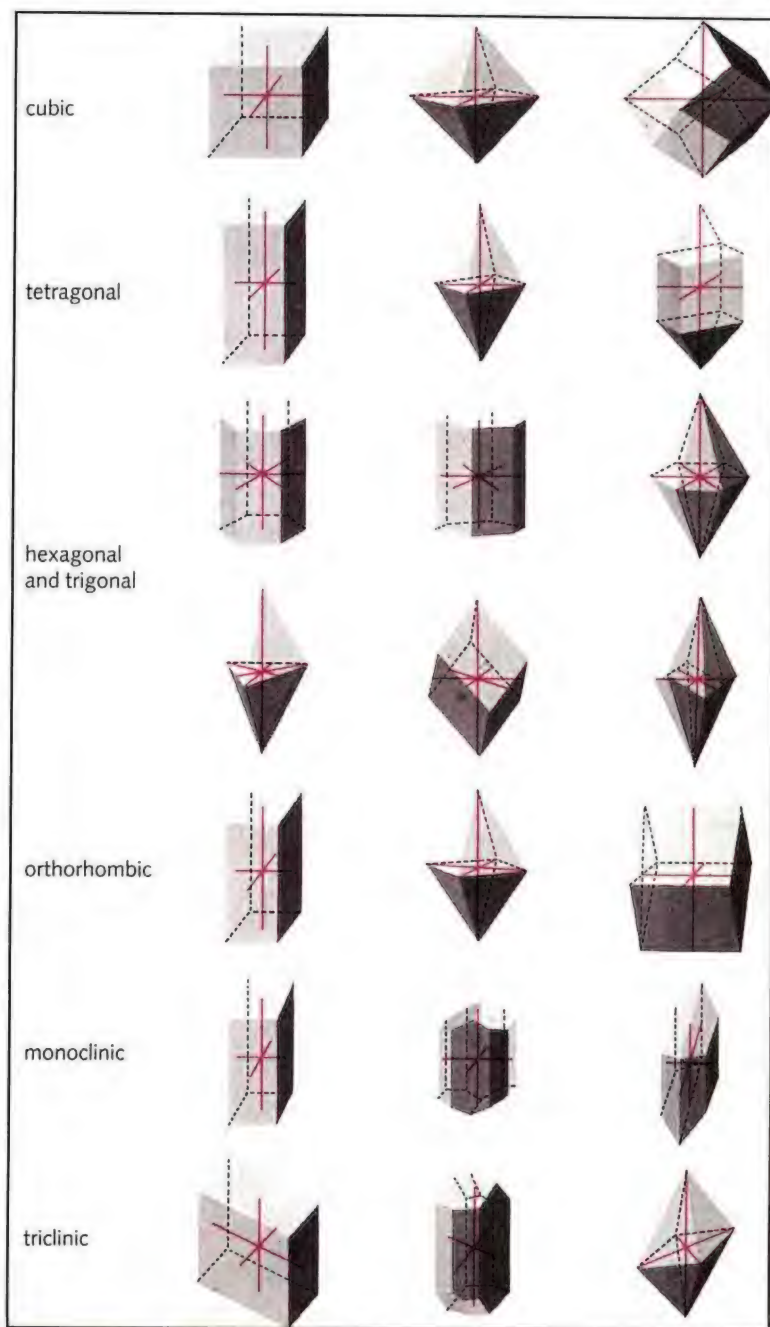 cubic
tetragonal
hexagonal
and trigonal
orthorhombic
monoclinic
triclinic